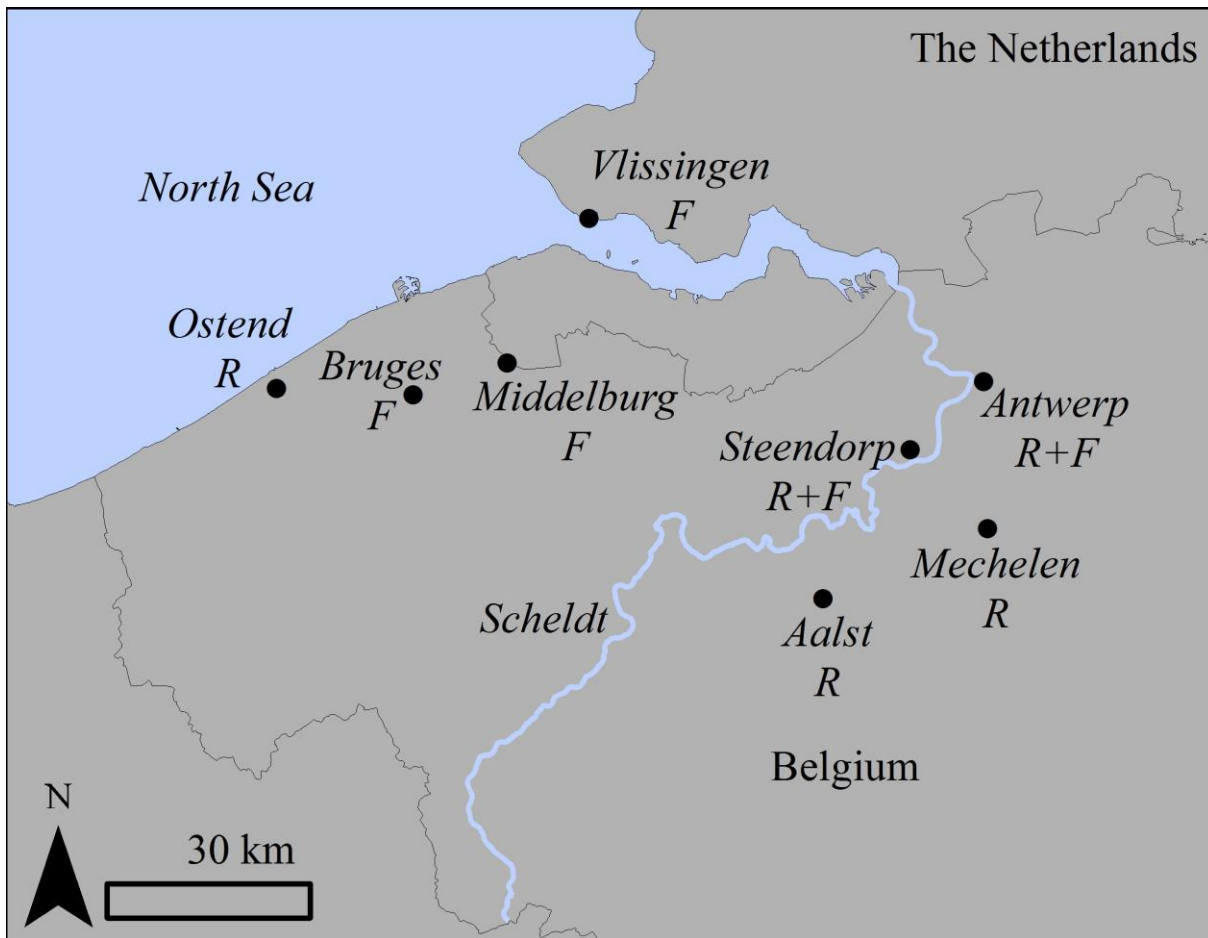 The Netherlands
Vlissingen
F
North Sea
Ostend
R
Bruges
F
Middelburg
F
Antwerp
R+F
Steendorp
R+F
Mechelen
R
Scheldt
Aalst
R
Belgium
N
30 km